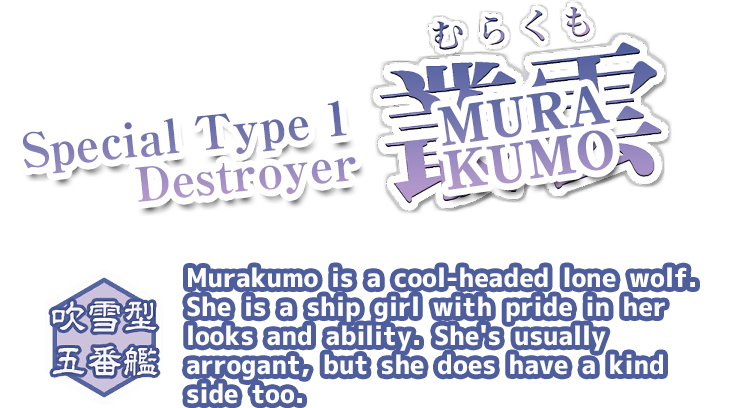 むらくも
叢雲
MURA
KUMO
Special Type 1
Destroyer
吹雪型
五番艦
Murakumo is a cool-headed lone wolf.
She is a ship girl with pride in her
looks and ability. She's usually
arrogant, but she does have a kind
side too.